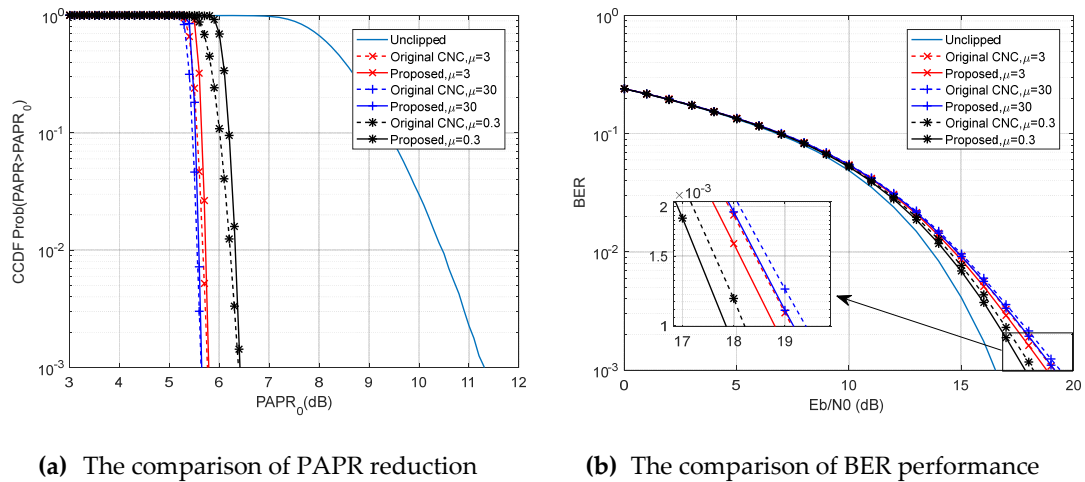 10^0
10^-1
10^-2
10^-3
CCDF Prob(PAPR>PAPR_0)
3 4 5 6 7 8 9 10 11 12
PAPR_0(dB)
Unclipped
Original CNC,μ=3
Proposed,μ=3
Original CNC,μ=30
Proposed,μ=30
Original CNC,μ=0.3
Proposed,μ=0.3
(a) The comparison of PAPR reduction
10^0
10^-1
10^-2
10^-3
BER
0 5 10 15 20
Eb/N0 (dB)
Unclipped
Original CNC,μ=3
Proposed,μ=3
Original CNC,μ=30
Proposed,μ=30
Original CNC,μ=0.3
Proposed,μ=0.3
×10^-3
2
1.5
1
17 18 19
(b) The comparison of BER performance